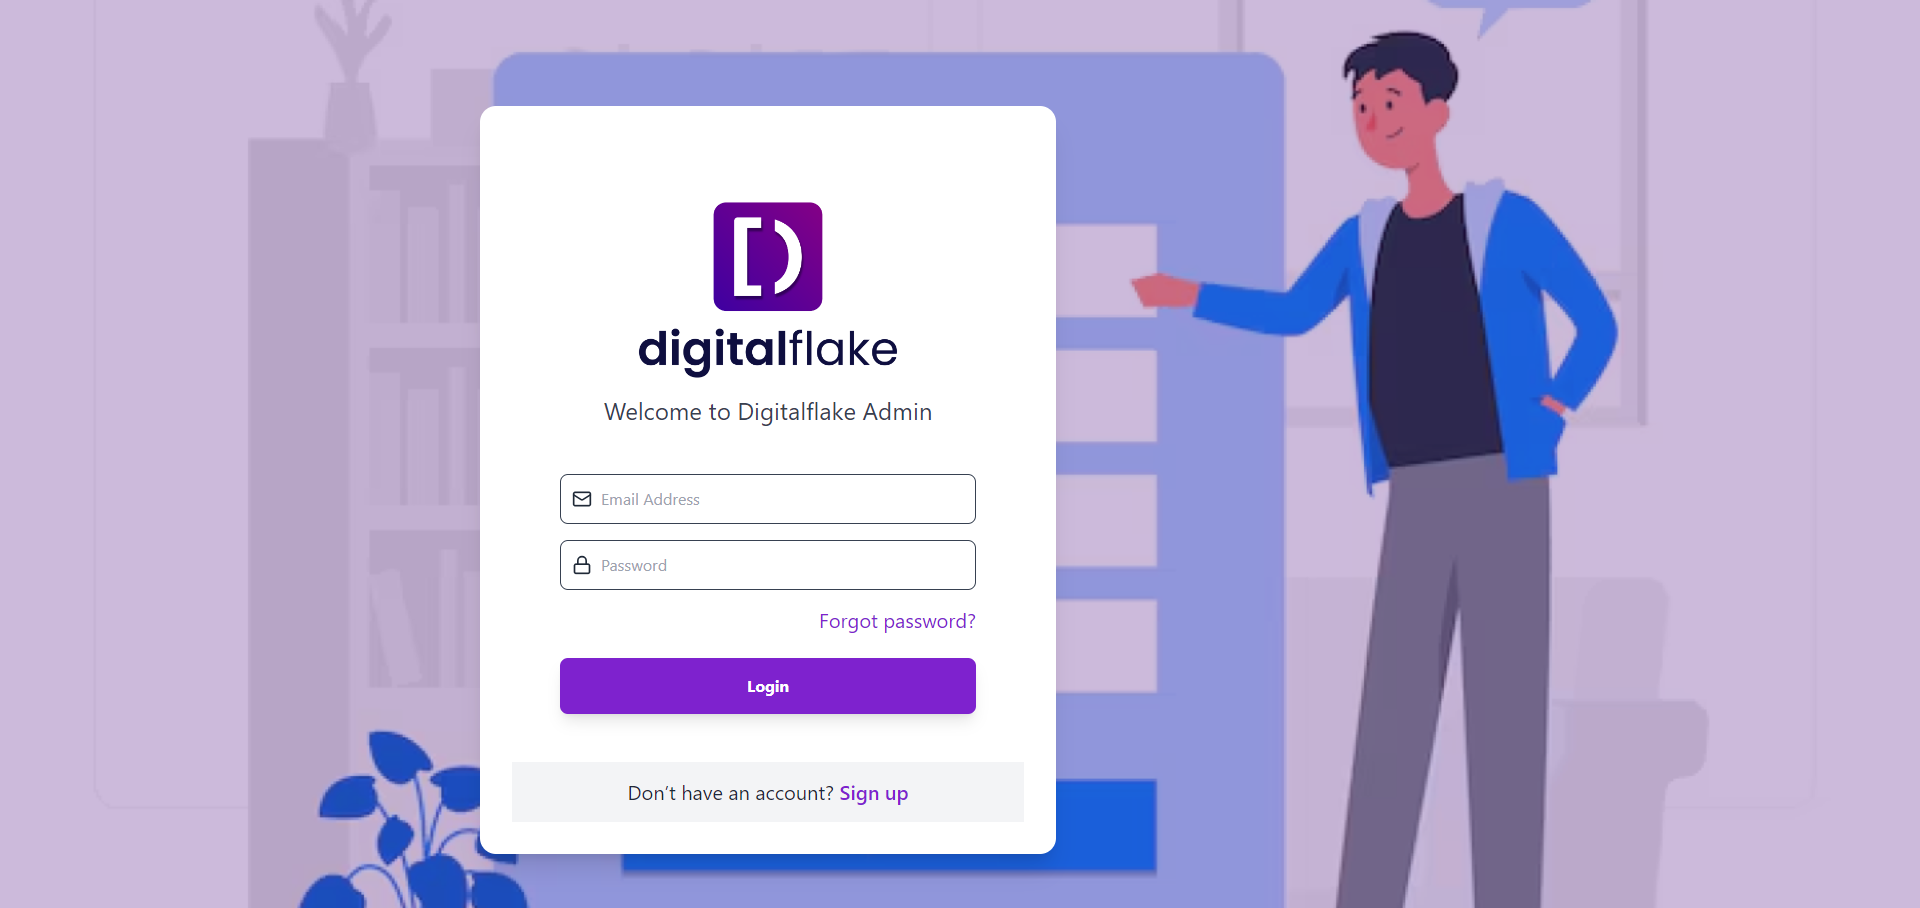 digitalflake
Welcome to Digitalflake Admin
Email Address
Password
Forgot password?
Login
Don’t have an account? Sign up